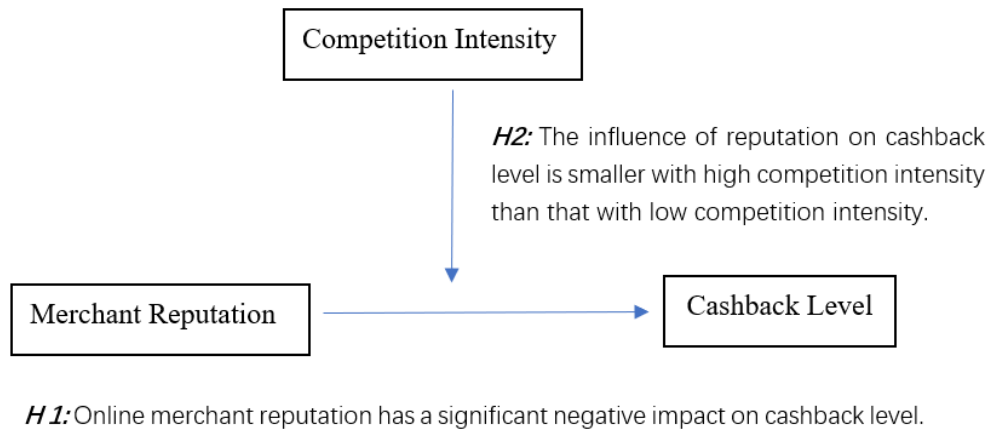 Competition Intensity
H2: The influence of reputation on cashback
level is smaller with high competition intensity
than that with low competition intensity.
Merchant Reputation
Cashback Level
H 1: Online merchant reputation has a significant negative impact on cashback level.